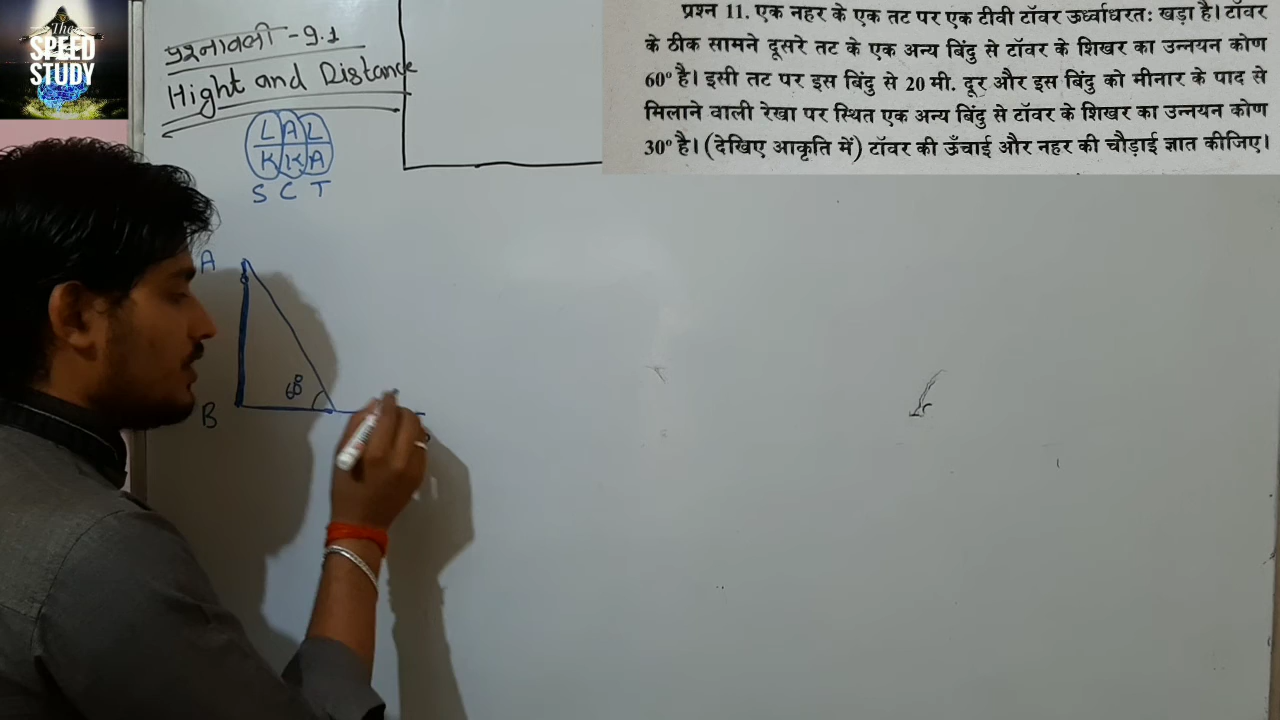 The
SPEED
STUDY
प्रश्नावली - 9.1
Hight and Distance
L A L
K K A
S C T
प्रश्न 11. एक नहर के एक तट पर एक टीवी टॉवर ऊर्ध्वाधरतः खड़ा है। टॉवर
के ठीक सामने दूसरे तट के एक अन्य बिंदु से टॉवर के शिखर का उन्नयन कोण
60° है। इसी तट पर इस बिंदु से 20 मी. दूर और इस बिंदु को मीनार के पाद से
मिलाने वाली रेखा पर स्थित एक अन्य बिंदु से टॉवर के शिखर का उन्नयन कोण
30° है। (देखिए आकृति में) टॉवर की ऊँचाई और नहर की चौड़ाई ज्ञात कीजिए।
A
60°
B